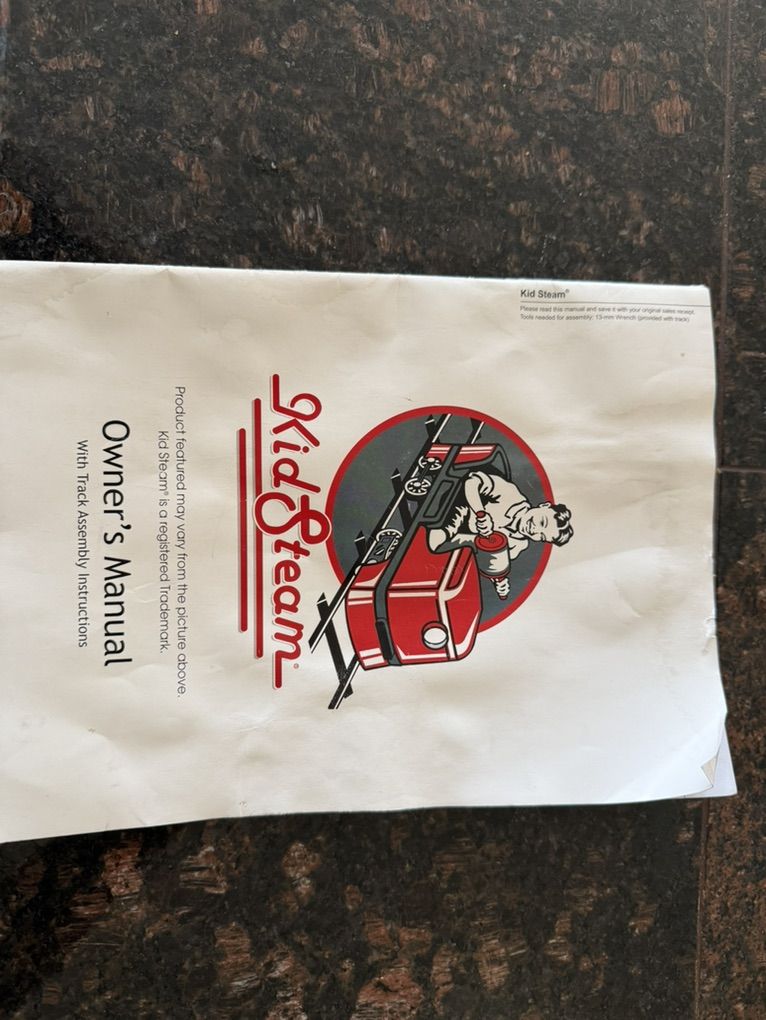 Kid Steam®
Please read this manual and save it with your original sales receipt.
Tools needed for assembly: 13-mm Wrench (provided with track)
Kid Steam®
Product featured may vary from the picture above.
Kid Steam® is a registered Trademark.
Owner's Manual
With Track Assembly Instructions